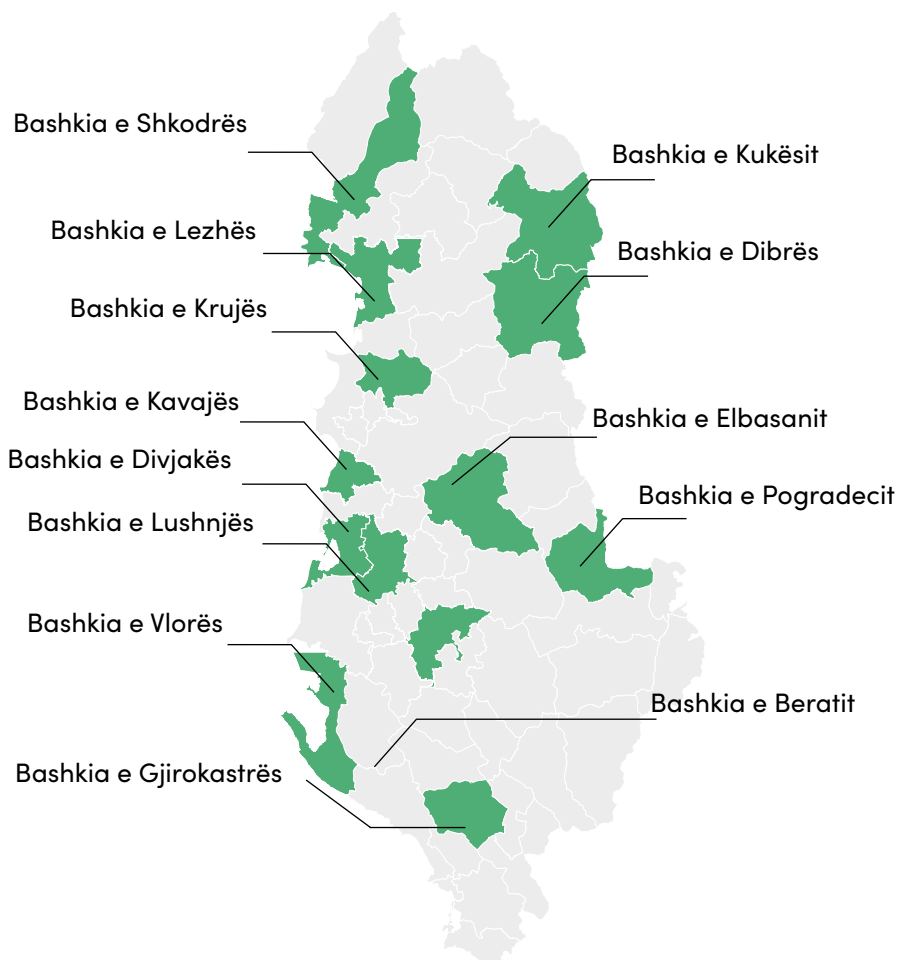 Bashkia e Shkodrës
Bashkia e Kukësit
Bashkia e Lezhës
Bashkia e Dibrës
Bashkia e Krujës
Bashkia e Kavajës
Bashkia e Elbasanit
Bashkia e Divjakës
Bashkia e Pogradecit
Bashkia e Lushnjës
Bashkia e Vlorës
Bashkia e Beratit
Bashkia e Gjirokastrës